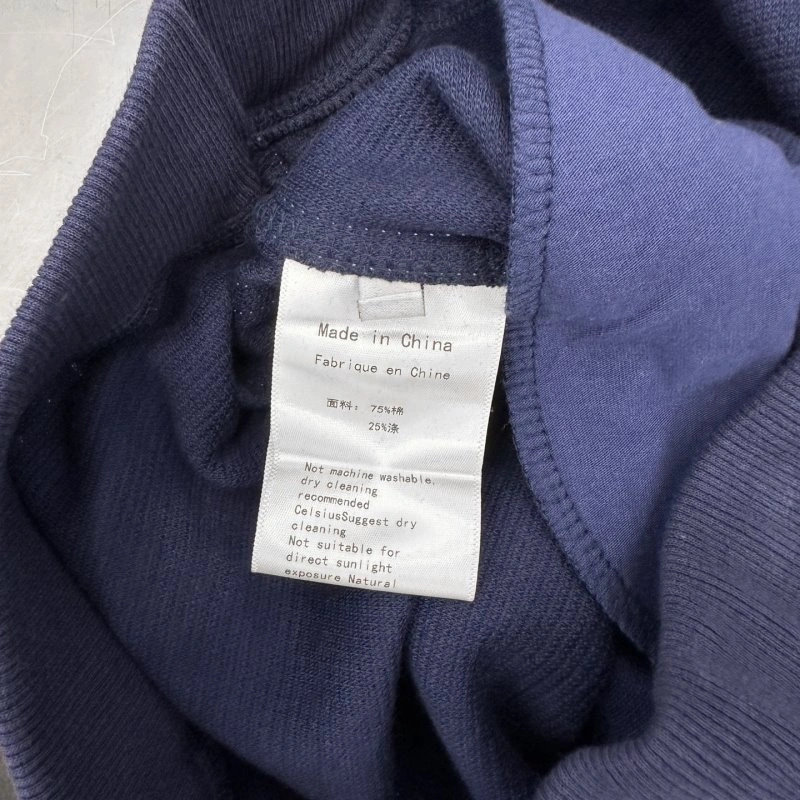 Made in China
Fabrique en Chine
面料：75%棉
25%涤
Not machine washable.
dry cleaning
recommended
CelsiusSuggest dry
cleaning
Not suitable for
direct sunlight
exposure Natural